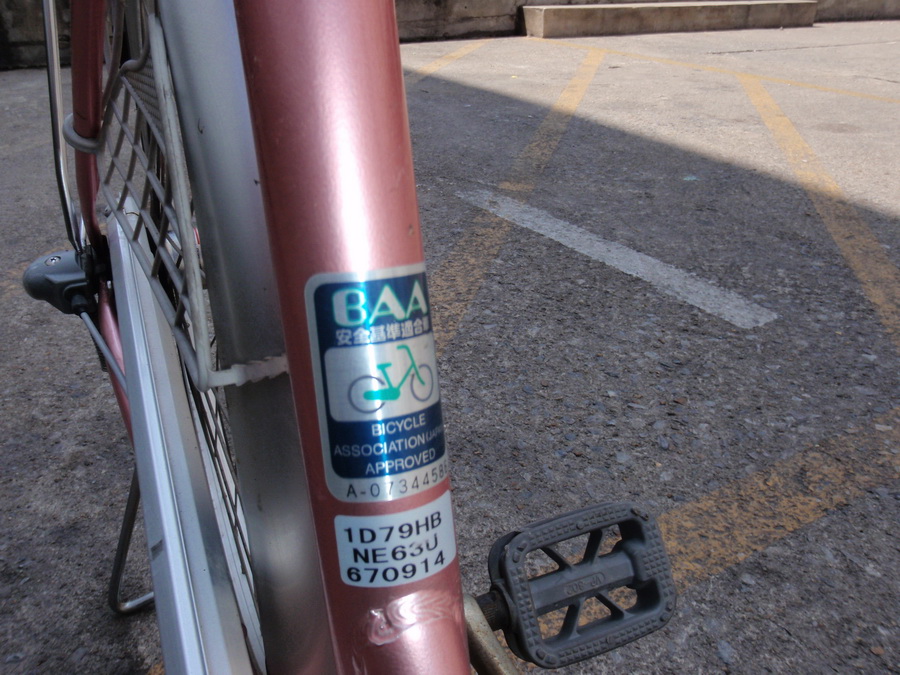 BAA
安全基準適合車
BICYCLE
ASSOCIATION (JAPAN)
APPROVED
A-0734458
1D79HB
NE63U
670914